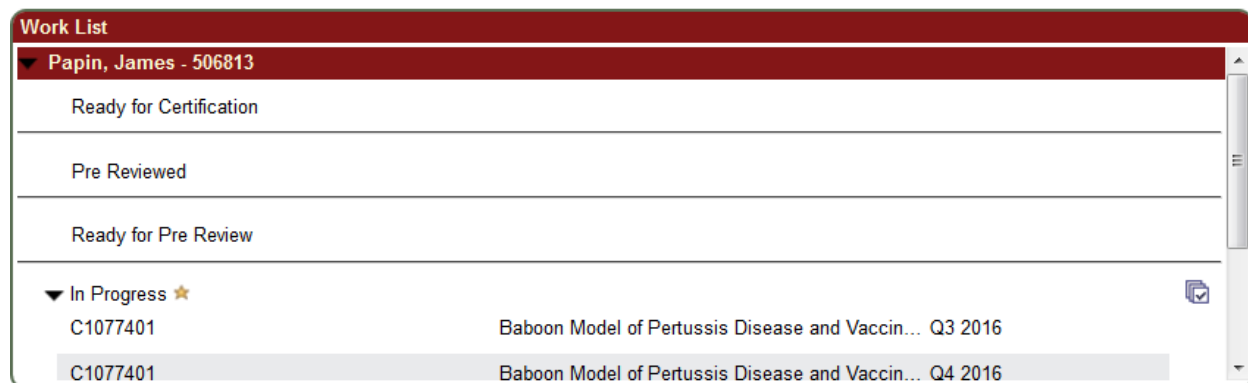 Work List
Papin, James - 506813
Ready for Certification
Pre Reviewed
Ready for Pre Review
In Progress
C1077401 Baboon Model of Pertussis Disease and Vaccin... Q3 2016
C1077401 Baboon Model of Pertussis Disease and Vaccin... Q4 2016